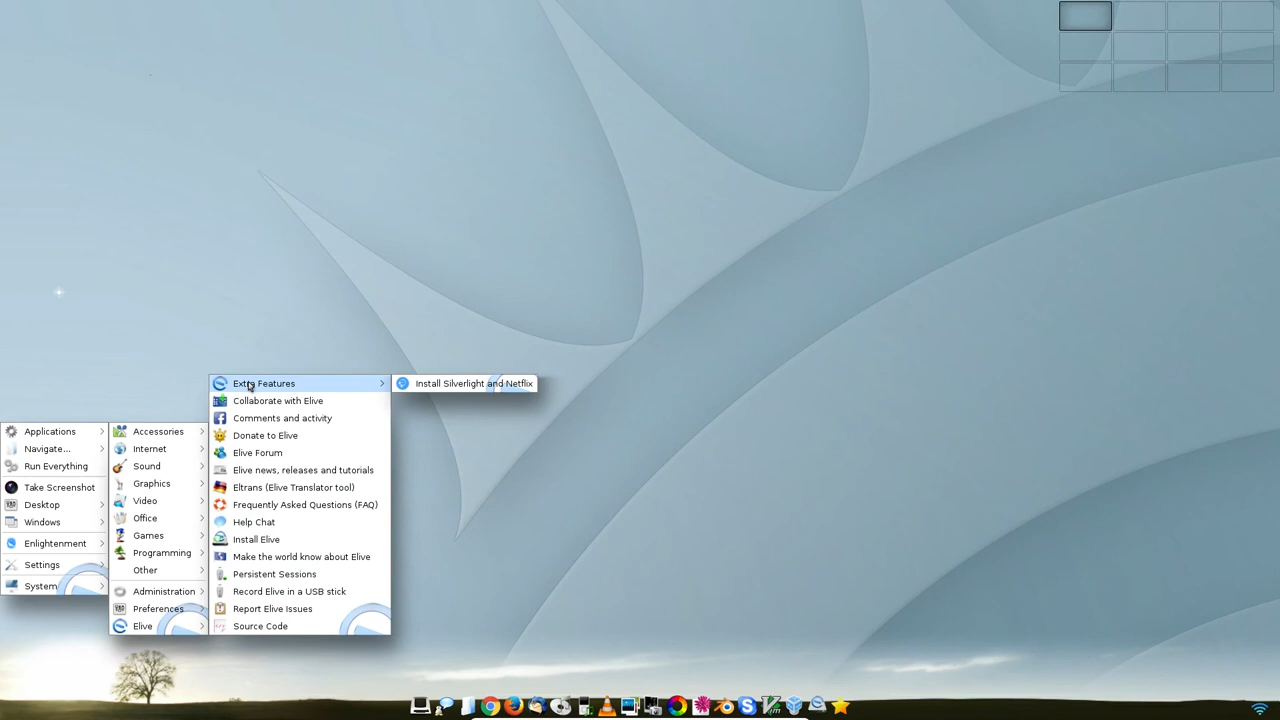 Applications
Navigate...
Run Everything
Take Screenshot
Desktop
Windows
Enlightenment
Settings
System
Accessories
Internet
Sound
Graphics
Video
Office
Games
Programming
Other
Administration
Preferences
Elive
Extra Features
Collaborate with Elive
Comments and activity
Donate to Elive
Elive Forum
Elive news, releases and tutorials
Eltrans (Elive Translator tool)
Frequently Asked Questions (FAQ)
Help Chat
Install Elive
Make the world know about Elive
Persistent Sessions
Record Elive in a USB stick
Report Elive Issues
Source Code
Install Silverlight and Netflix